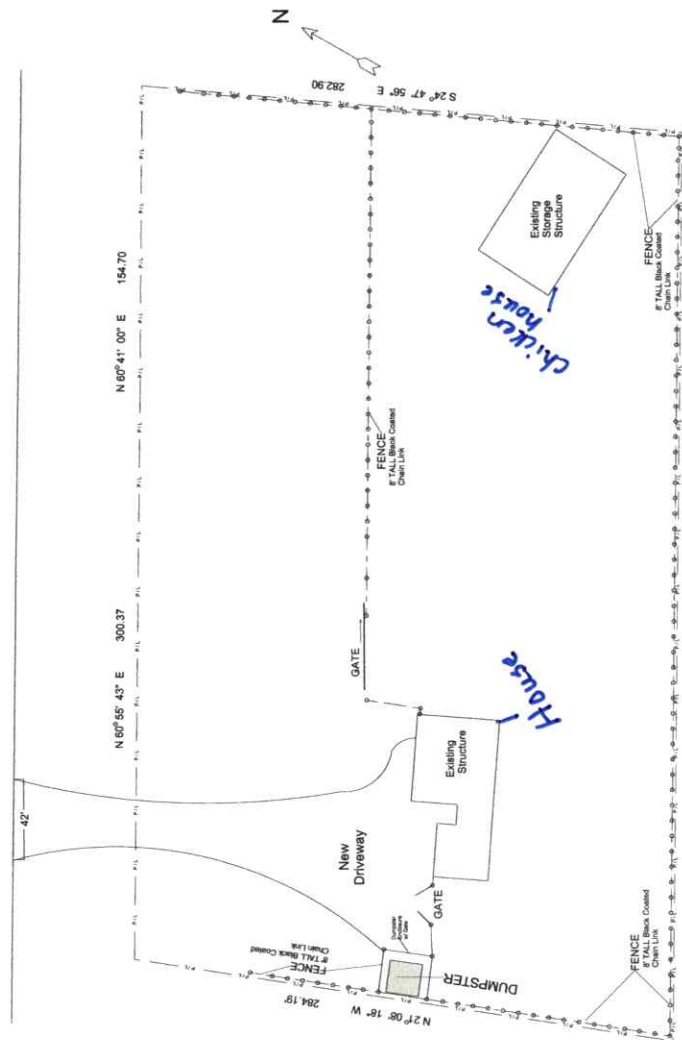 N
N 60° 55' 43" E 300.37
N 60° 41' 00" E 154.70
S 24° 47' 56" E
282.90
42'
New
Driveway
GATE
FENCE
8' TALL Black Coated
Chain Link
Existing
Storage
Structure
chicken
house
FENCE
8' TALL Black Coated
Chain Link
Existing
Structure
House
GATE
FENCE
8' TALL Black Coated
Chain Link
Dumpster
Enclosure
w/ Gate
DUMPSTER
N 21° 08' 18" W
284.19'
FENCE
8' TALL Black Coated
Chain Link
P/L